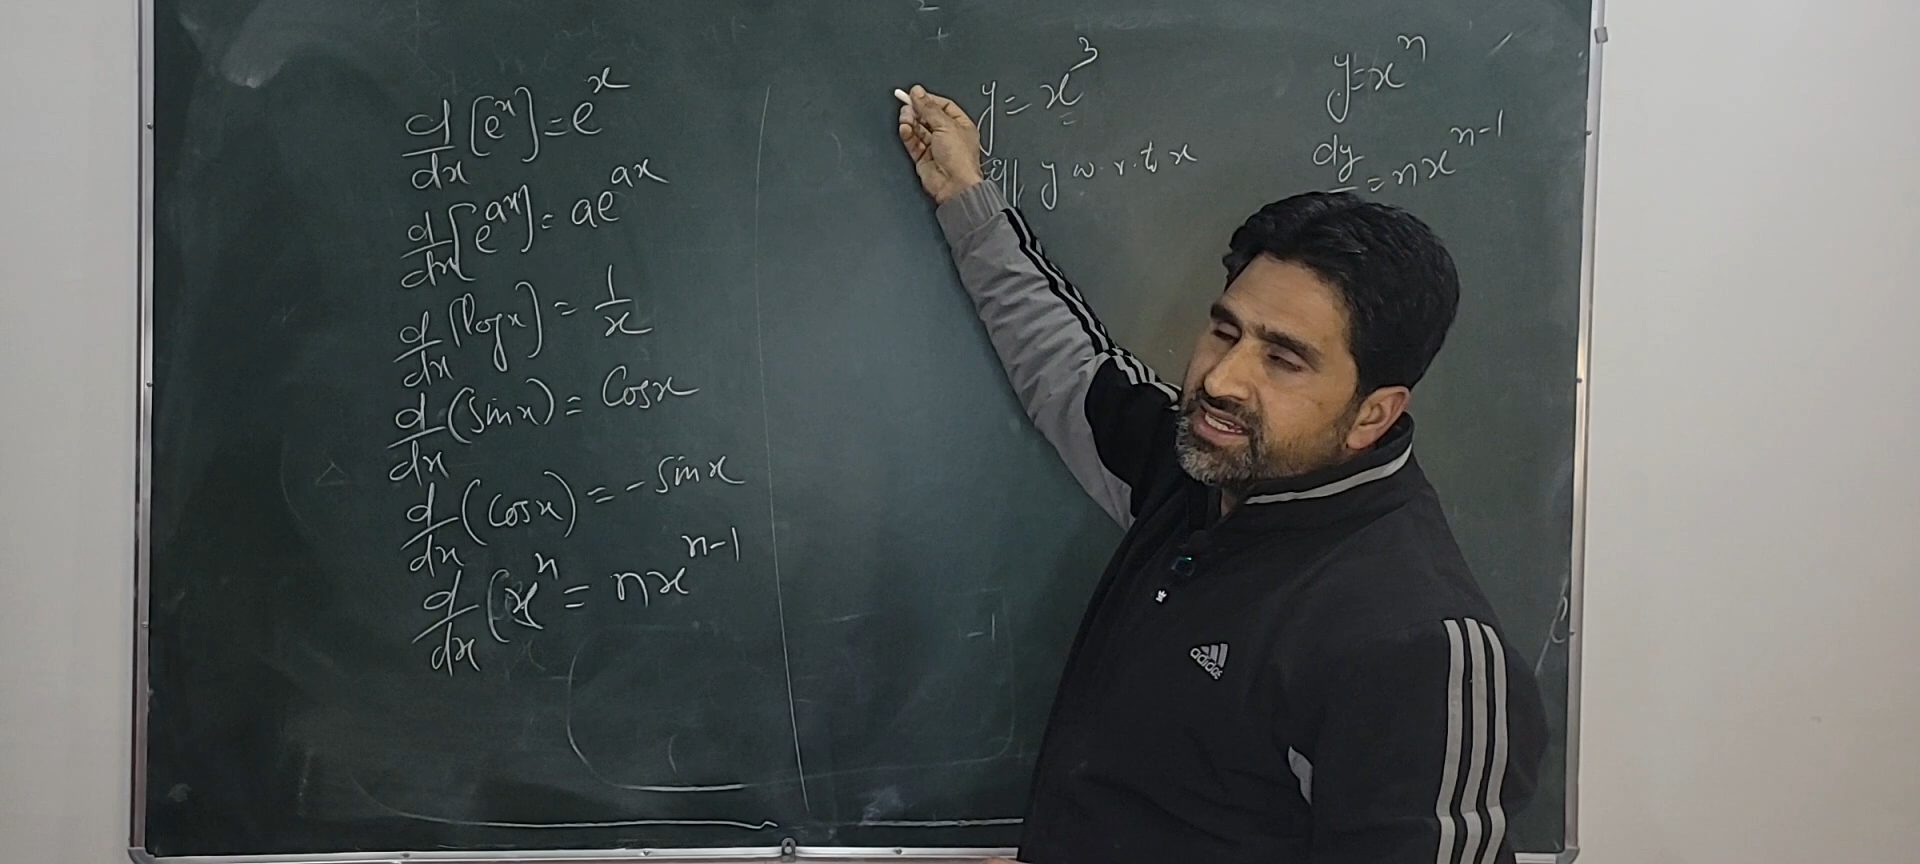 d/dx [e^x] = e^x
d/dx [e^ax] = ae^ax
d/dx [log x] = 1/x
d/dx (Sin x) = Cos x
d/dx (Cos x) = - Sin x
d/dx (x^n = nx^n-1
y = x^3
y w.r.t x
y = x^n
dy = nx^n-1
-1
adidas